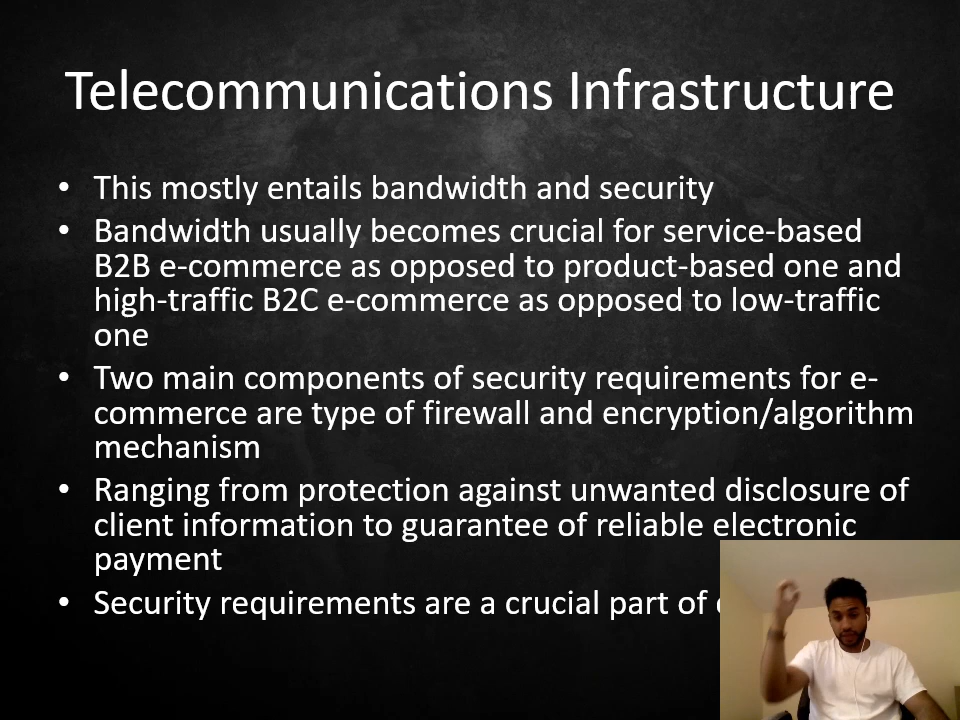 Telecommunications Infrastructure
• This mostly entails bandwidth and security
• Bandwidth usually becomes crucial for service-based
B2B e-commerce as opposed to product-based one and
high-traffic B2C e-commerce as opposed to low-traffic
one
• Two main components of security requirements for e-
commerce are type of firewall and encryption/algorithm
mechanism
• Ranging from protection against unwanted disclosure of
client information to guarantee of reliable electronic
payment
• Security requirements are a crucial part of